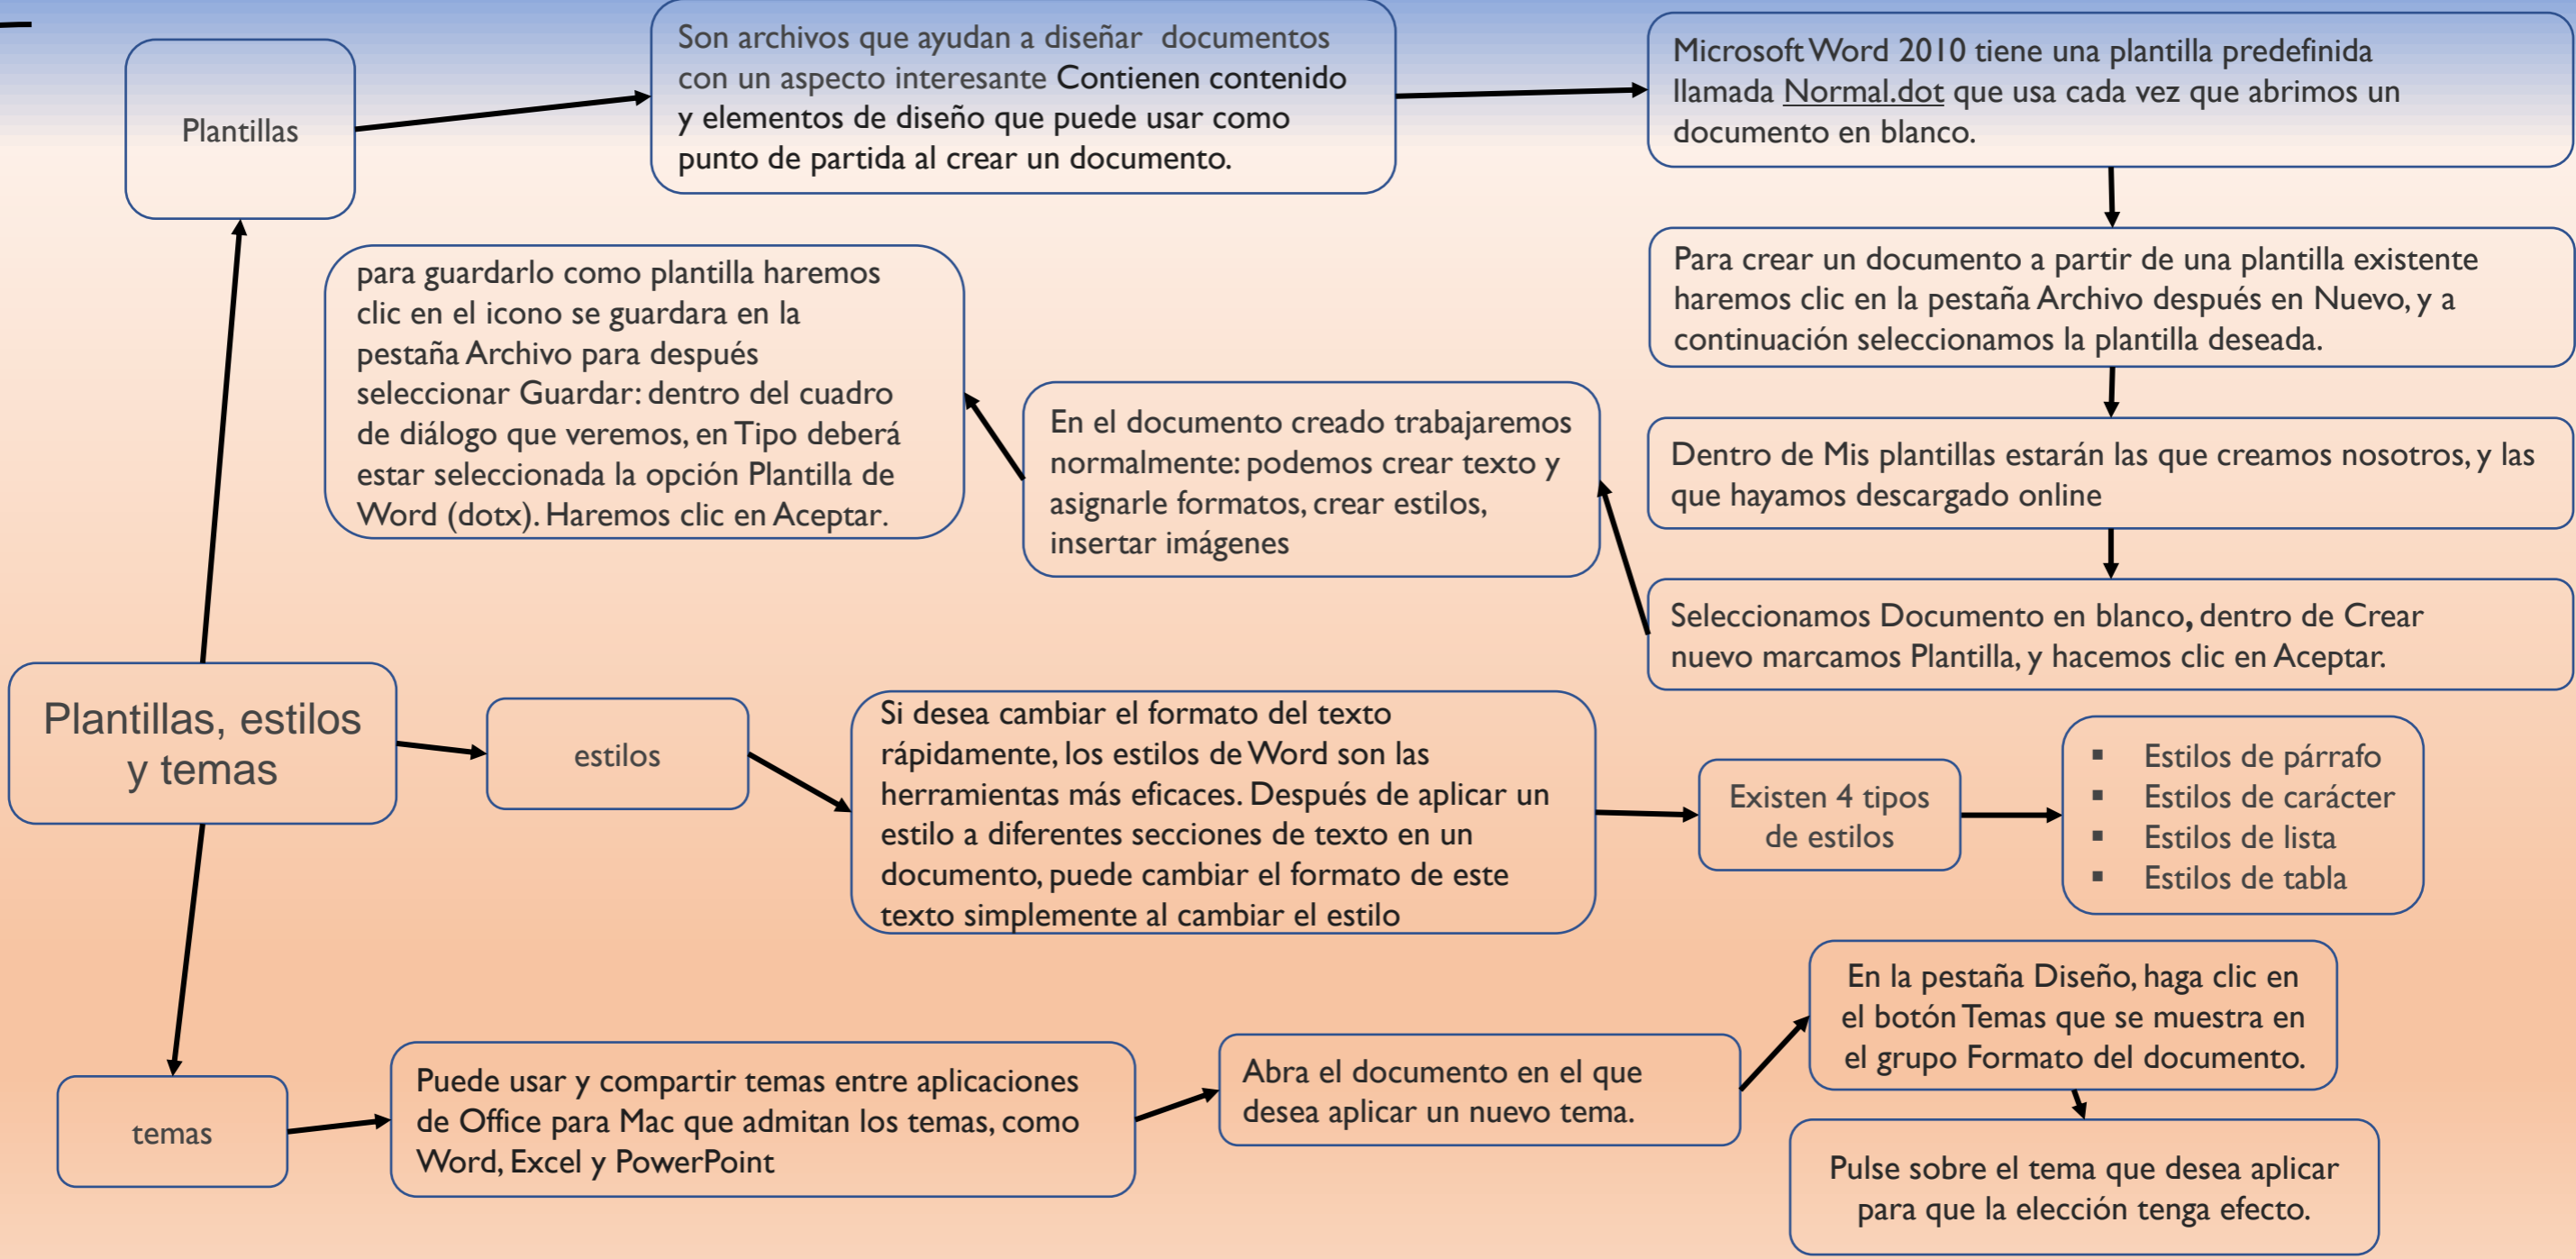 Plantillas
Son archivos que ayudan a diseñar documentos
con un aspecto interesante Contienen contenido
y elementos de diseño que puede usar como
punto de partida al crear un documento.
Microsoft Word 2010 tiene una plantilla predefinida
llamada Normal.dot que usa cada vez que abrimos un
documento en blanco.
Para crear un documento a partir de una plantilla existente
haremos clic en la pestaña Archivo después en Nuevo, y a
continuación seleccionamos la plantilla deseada.
Dentro de Mis plantillas estarán las que creamos nosotros, y las
que hayamos descargado online
Seleccionamos Documento en blanco, dentro de Crear
nuevo marcamos Plantilla, y hacemos clic en Aceptar.
En el documento creado trabajaremos
normalmente: podemos crear texto y
asignarle formatos, crear estilos,
insertar imágenes
para guardarlo como plantilla haremos
clic en el icono se guardara en la
pestaña Archivo para después
seleccionar Guardar: dentro del cuadro
de diálogo que veremos, en Tipo deberá
estar seleccionada la opción Plantilla de
Word (dotx). Haremos clic en Aceptar.
Plantillas, estilos
y temas
estilos
Si desea cambiar el formato del texto
rápidamente, los estilos de Word son las
herramientas más eficaces. Después de aplicar un
estilo a diferentes secciones de texto en un
documento, puede cambiar el formato de este
texto simplemente al cambiar el estilo
Existen 4 tipos
de estilos
▪ Estilos de párrafo
▪ Estilos de carácter
▪ Estilos de lista
▪ Estilos de tabla
temas
Puede usar y compartir temas entre aplicaciones
de Office para Mac que admitan los temas, como
Word, Excel y PowerPoint
Abra el documento en el que
desea aplicar un nuevo tema.
En la pestaña Diseño, haga clic en
el botón Temas que se muestra en
el grupo Formato del documento.
Pulse sobre el tema que desea aplicar
para que la elección tenga efecto.